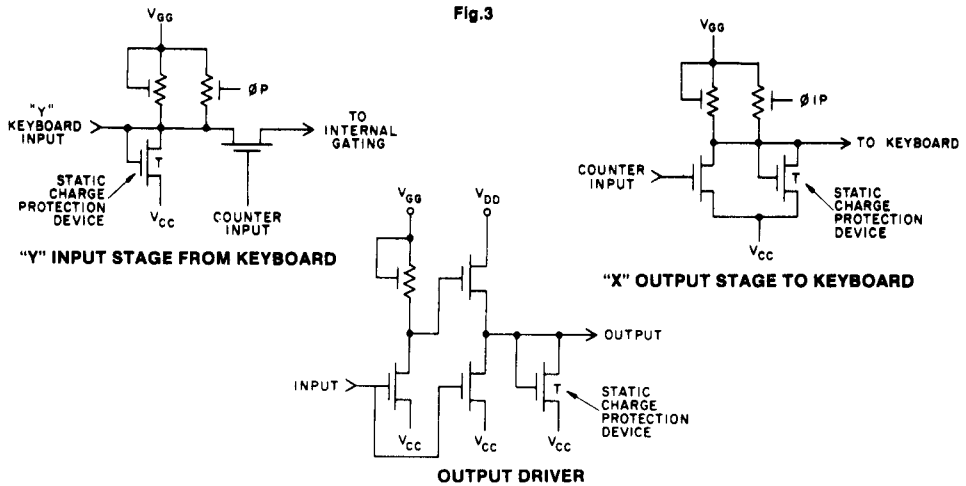 Fig.3
VGG
ØP
"Y"
KEYBOARD
INPUT
TO
INTERNAL
GATING
T
STATIC
CHARGE
PROTECTION
DEVICE
VCC
COUNTER
INPUT
"Y" INPUT STAGE FROM KEYBOARD
VGG
Ø1P
TO KEYBOARD
COUNTER
INPUT
T
STATIC
CHARGE
PROTECTION
DEVICE
VCC
"X" OUTPUT STAGE TO KEYBOARD
VGG
VDD
OUTPUT
INPUT
T
STATIC
CHARGE
PROTECTION
DEVICE
VCC
VCC
VCC
OUTPUT DRIVER